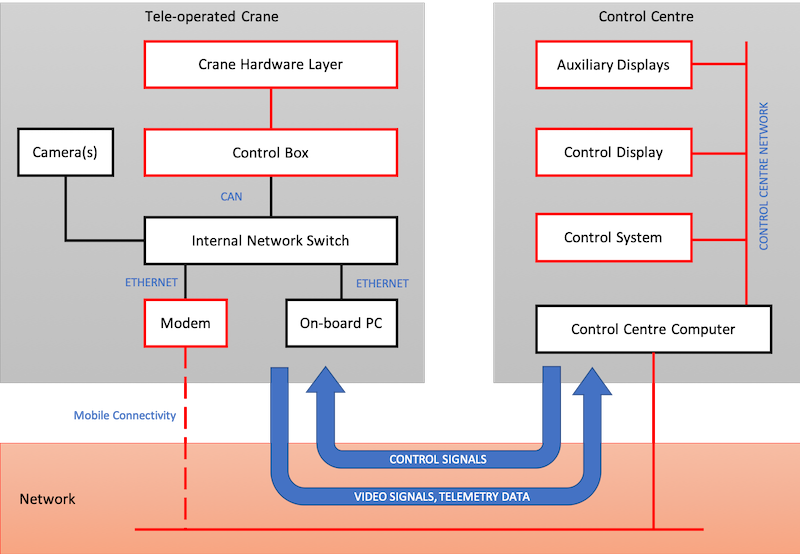 Tele-operated Crane
Crane Hardware Layer
Camera(s)
Control Box
CAN
Internal Network Switch
ETHERNET
ETHERNET
Modem
On-board PC
Control Centre
Auxiliary Displays
Control Display
Control System
CONTROL CENTRE NETWORK
Control Centre Computer
Mobile Connectivity
CONTROL SIGNALS
VIDEO SIGNALS, TELEMETRY DATA
Network